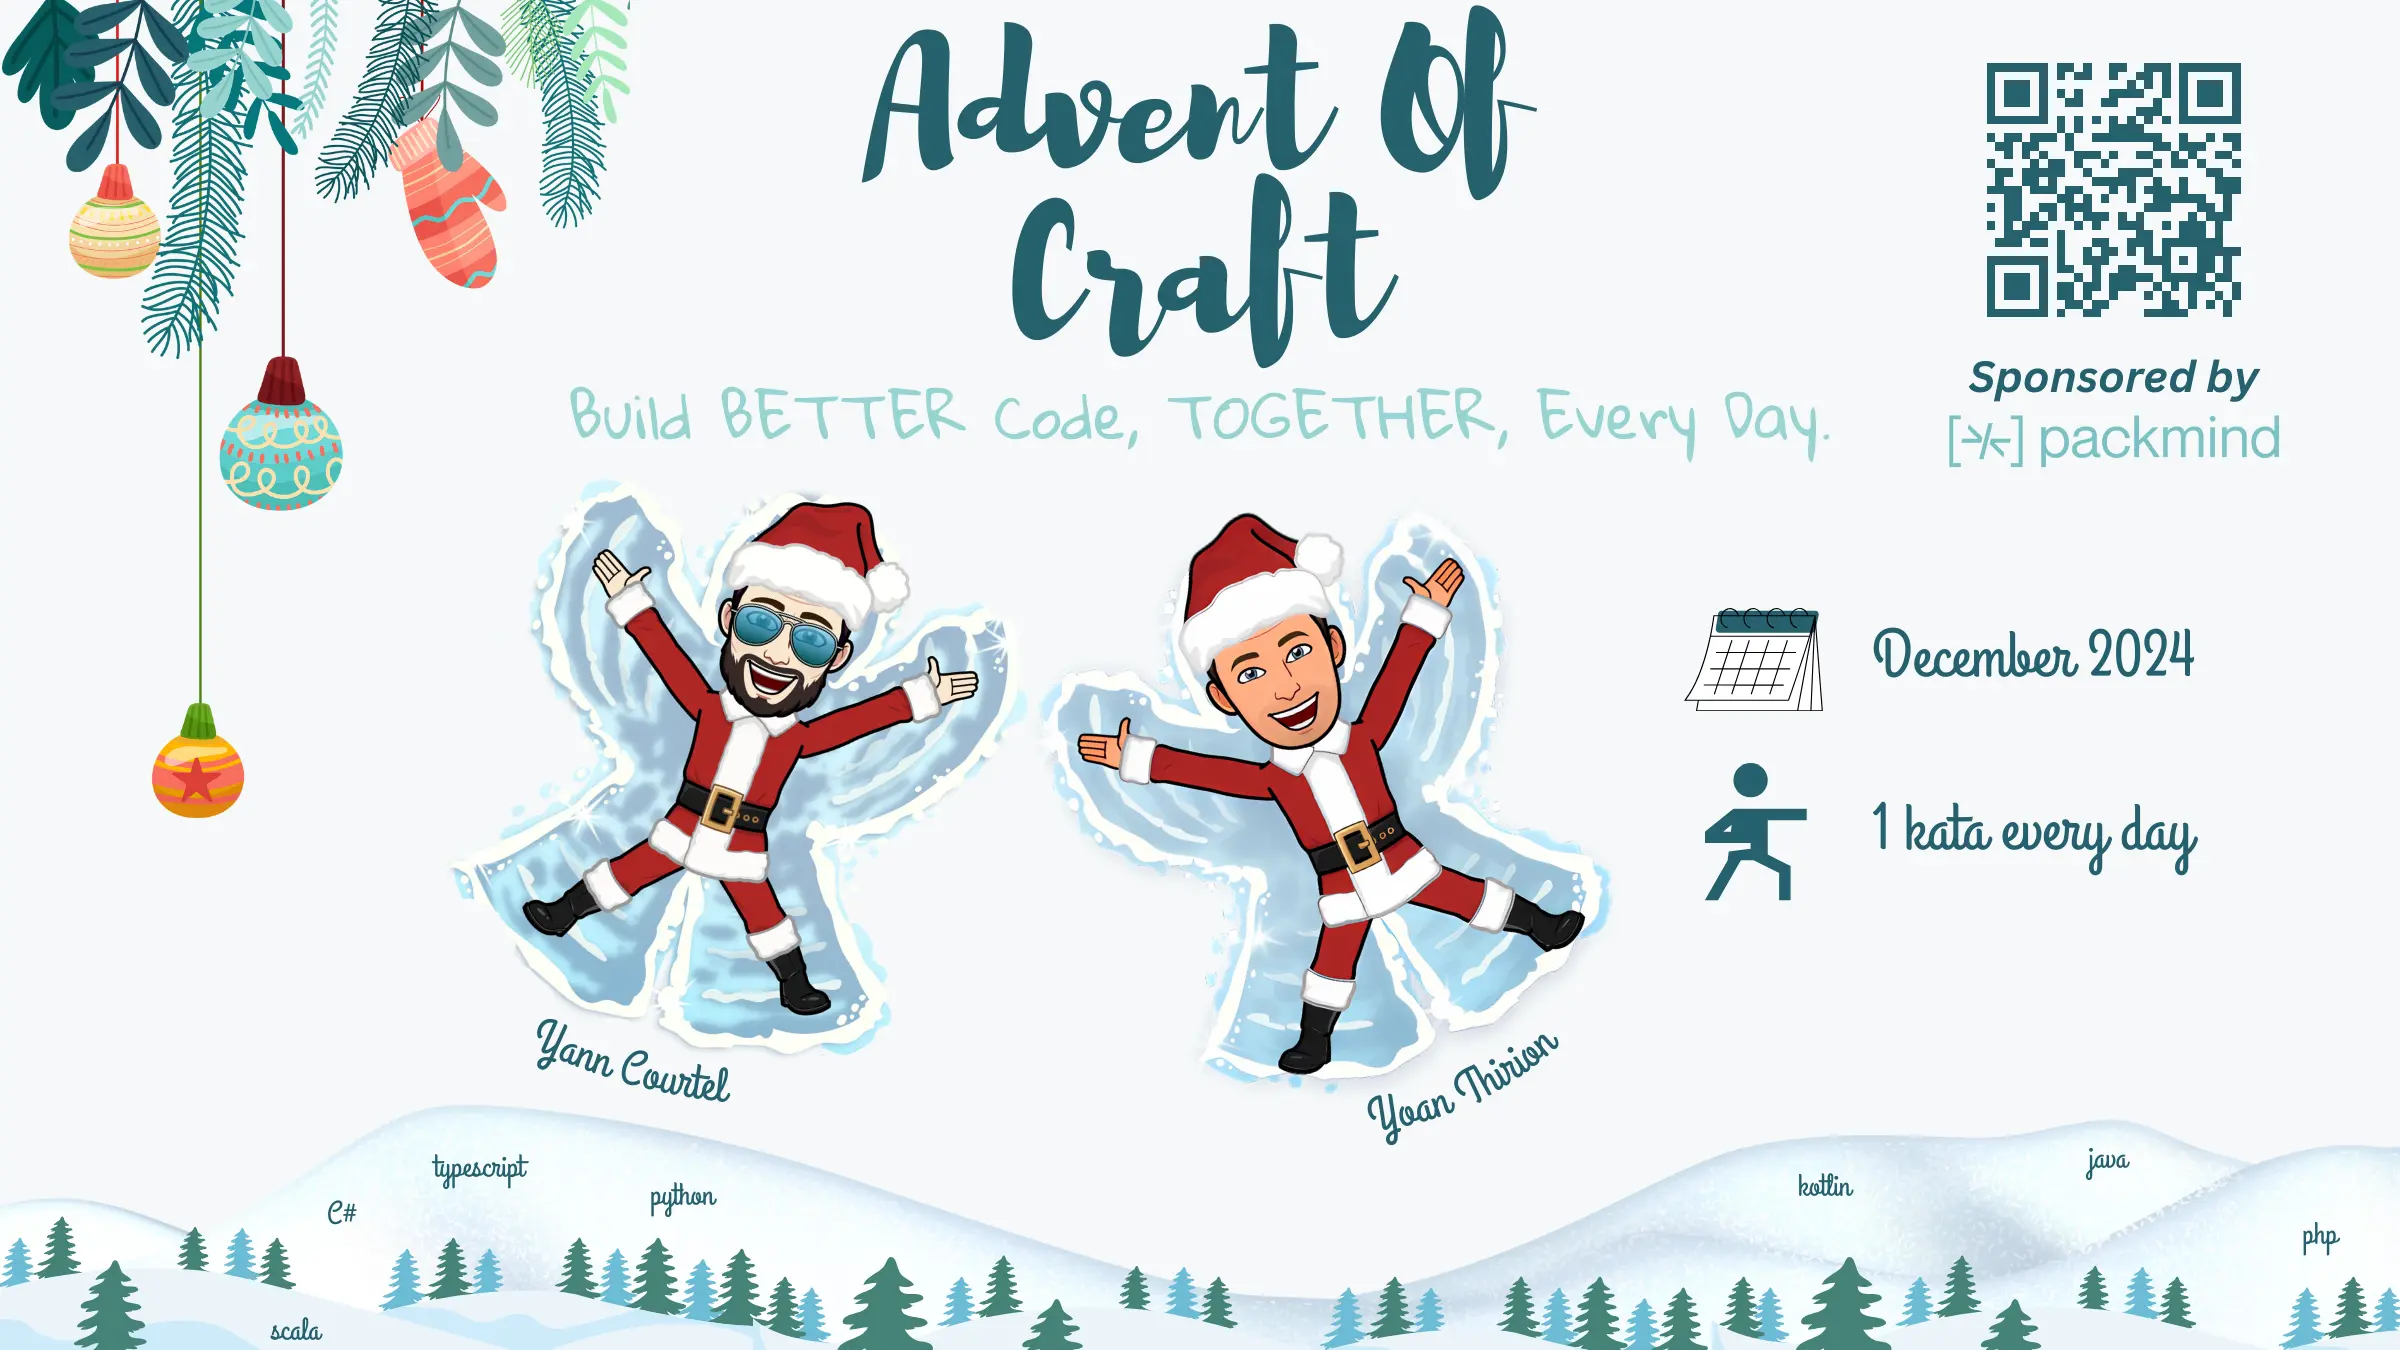 Advent Of
Craft
Build BETTER Code, TOGETHER, Every Day.
Sponsored by
packmind
December 2024
1 kata every day
Yann Courtel
Yoan Thirion
typescript
C#
python
scala
kotlin
java
php